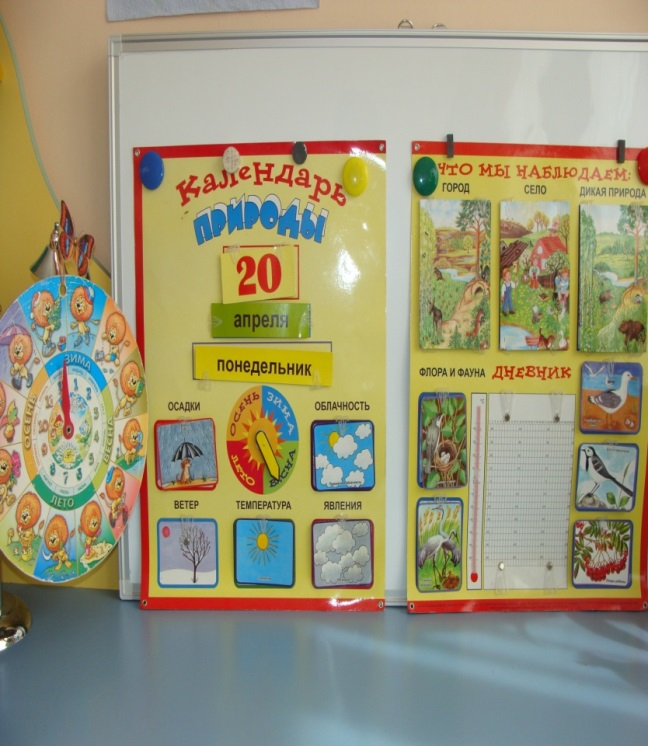 Календарь
ПРИРОДЫ
20
апреля
понедельник
ОСАДКИ
ОБЛАЧНОСТЬ
ОСЕНЬ
ЗИМА
ЛЕТО
ВЕСНА
ВЕТЕР
ТЕМПЕРАТУРА
ЯВЛЕНИЯ
ЧТО МЫ НАБЛЮДАЕМ:
ГОРОД
СЕЛО
ДИКАЯ ПРИРОДА
ФЛОРА И ФАУНА
ДНЕВНИК
ЗИМА
ВЕСНА
ЛЕТО
ОСЕНЬ